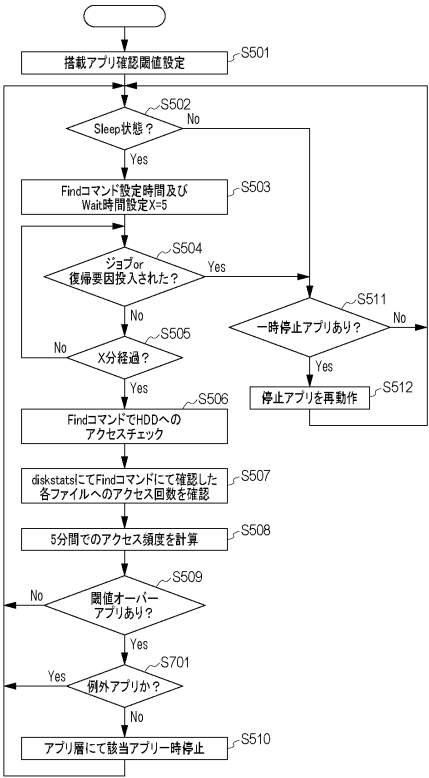 搭載アプリ確認閾値設定
S501
S502
Sleep状態？
No
Yes
Findコマンド設定時間及び
Wait時間設定X=5
S503
S504
ジョブor
復帰要因投入された？
Yes
No
S505
X分経過？
No
Yes
S511
一時停止アプリあり？
No
Yes
S512
停止アプリを再動作
S506
FindコマンドでHDDへの
アクセスチェック
diskstatsにてFindコマンドにて確認した
各ファイルへのアクセス回数を確認
S507
5分間でのアクセス頻度を計算
S508
S509
閾値オーバー
アプリあり？
No
Yes
S701
例外アプリか？
Yes
No
アプリ層にて該当アプリ一時停止
S510